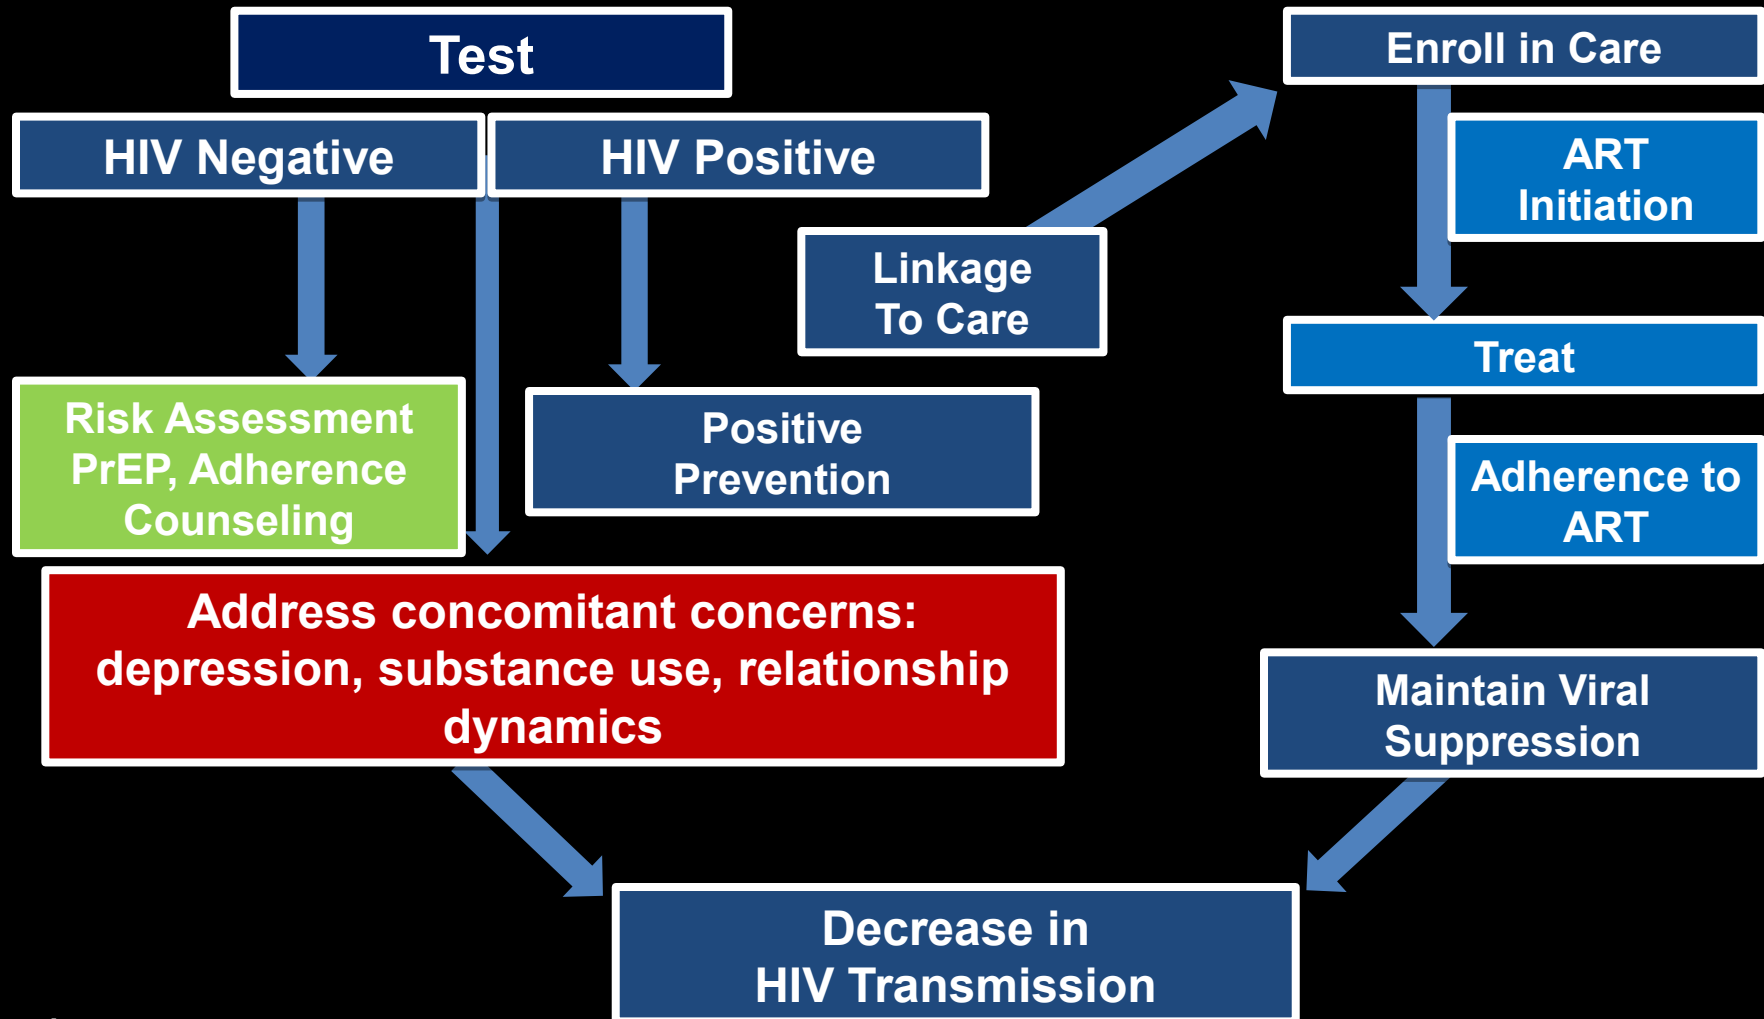 Test
HIV Negative
HIV Positive
Risk Assessment
PrEP, Adherence
Counseling
Positive
Prevention
Linkage
To Care
Address concomitant concerns:
depression, substance use, relationship
dynamics
Enroll in Care
ART
Initiation
Treat
Adherence to
ART
Maintain Viral
Suppression
Decrease in
HIV Transmission